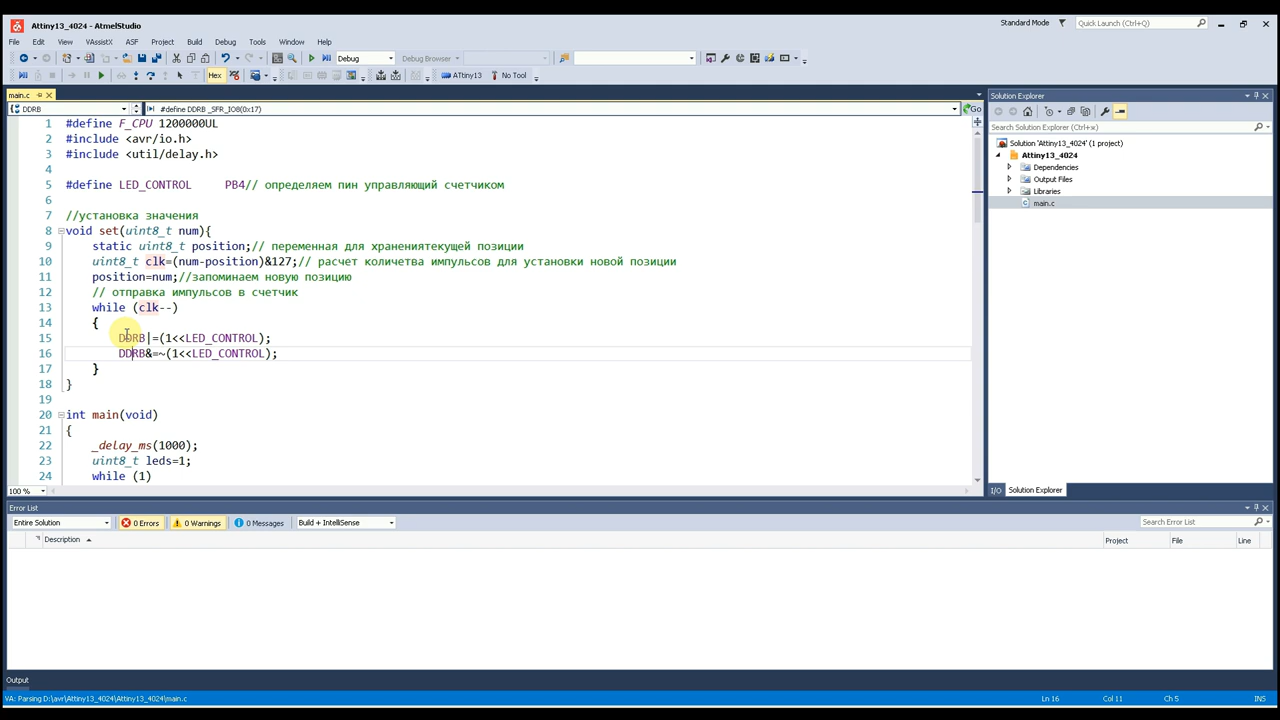 Attiny13_4024 - AtmelStudio
Standard Mode
Quick Launch (Ctrl+Q)
File Edit View VAssistX ASF Project Build Debug Tools Window Help
Debug
Debug Browser
Hex
ATtiny13
No Tool
main.c
DDRB
#define DDRB _SFR_IO8(0x17)
Go
1 #define F_CPU 1200000UL
2 #include <avr/io.h>
3 #include <util/delay.h>
4
5 #define LED_CONTROL PB4// определяем пин управляющий счетчиком
6
7 //установка значения
8 void set(uint8_t num){
9 static uint8_t position;// переменная для хранениятекущей позиции
10 uint8_t clk=(num-position)&127;// расчет количетва импульсов для установки новой позиции
11 position=num;//запоминаем новую позицию
12 // отправка импульсов в счетчик
13 while (clk--)
14 {
15 DDRB|=(1<<LED_CONTROL);
16 DDRB&=~(1<<LED_CONTROL);
17 }
18 }
19
20 int main(void)
21 {
22 _delay_ms(1000);
23 uint8_t leds=1;
24 while (1)
100 %
Solution Explorer
Search Solution Explorer (Ctrl+ж)
Solution 'Attiny13_4024' (1 project)
Attiny13_4024
Dependencies
Output Files
Libraries
main.c
I/O Solution Explorer
Error List
Entire Solution
0 Errors
0 Warnings
0 Messages
Build + IntelliSense
Search Error List
Description Project File Line
Output
VA: Parsing D:\avr\Attiny13_4024\Attiny13_4024\main.c
Ln 16 Col 11 Ch 5 INS